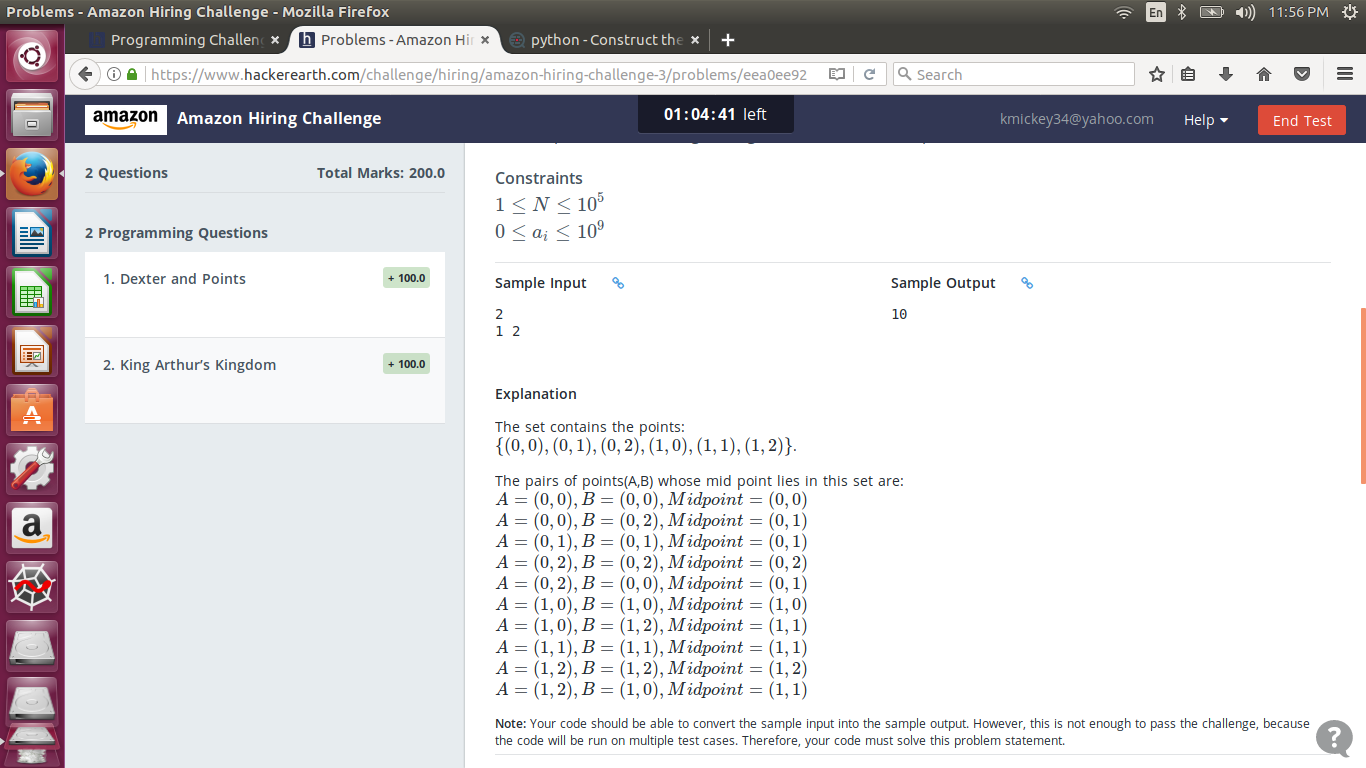 Problems - Amazon Hiring Challenge - Mozilla Firefox
En
11:56 PM
Programming Challen
Problems - Amazon Hir
python - Construct the
https://www.hackerearth.com/challenge/hiring/amazon-hiring-challenge-3/problems/eea0ee92
Search
amazon
Amazon Hiring Challenge
01:04:41 left
kmickey34@yahoo.com
Help
End Test
2 Questions
Total Marks: 200.0
2 Programming Questions
1. Dexter and Points
+ 100.0
2. King Arthur's Kingdom
+ 100.0
Constraints
1 ≤ N ≤ 10⁵
0 ≤ aᵢ ≤ 10⁹
Sample Input
Sample Output
2
1 2
10
Explanation
The set contains the points:
{(0, 0), (0, 1), (0, 2), (1, 0), (1, 1), (1, 2)}.
The pairs of points(A,B) whose mid point lies in this set are:
A = (0, 0), B = (0, 0), Midpoint = (0, 0)
A = (0, 0), B = (0, 2), Midpoint = (0, 1)
A = (0, 1), B = (0, 1), Midpoint = (0, 1)
A = (0, 2), B = (0, 2), Midpoint = (0, 2)
A = (0, 2), B = (0, 0), Midpoint = (0, 1)
A = (1, 0), B = (1, 0), Midpoint = (1, 0)
A = (1, 0), B = (1, 2), Midpoint = (1, 1)
A = (1, 1), B = (1, 1), Midpoint = (1, 1)
A = (1, 2), B = (1, 2), Midpoint = (1, 2)
A = (1, 2), B = (1, 0), Midpoint = (1, 1)
Note: Your code should be able to convert the sample input into the sample output. However, this is not enough to pass the challenge, because
the code will be run on multiple test cases. Therefore, your code must solve this problem statement.